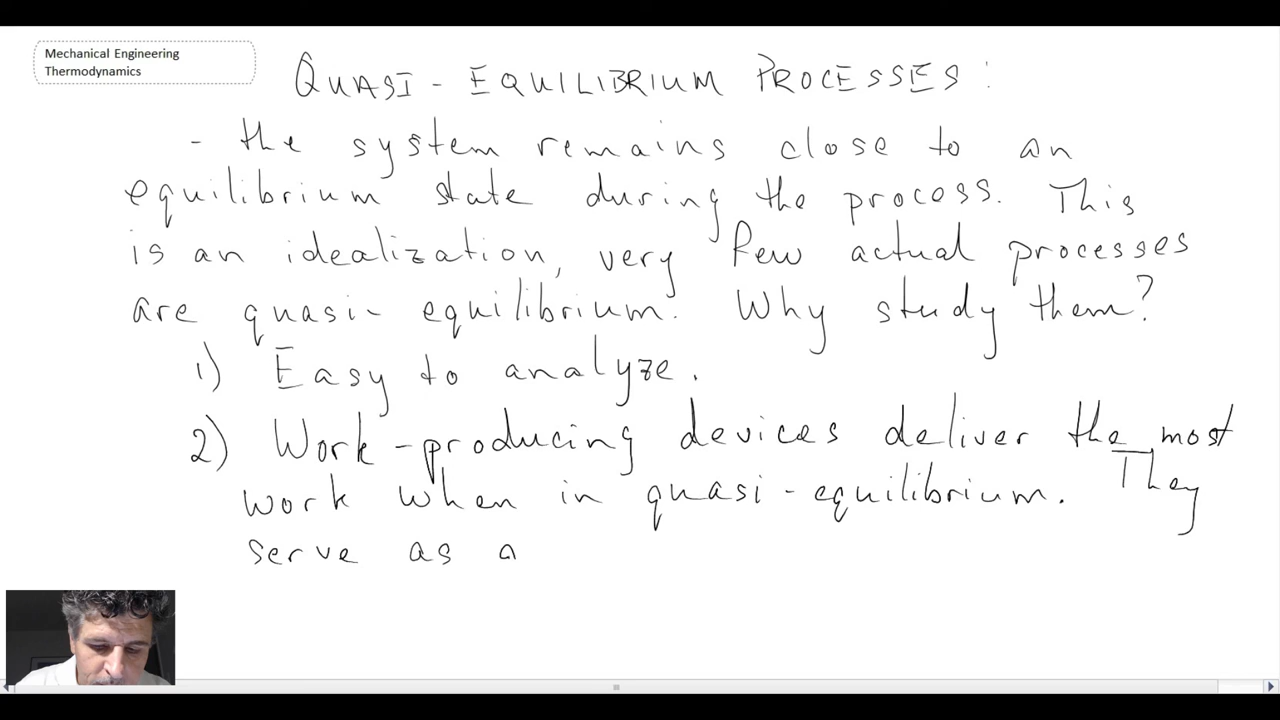 Mechanical Engineering
Thermodynamics
QUASI - EQUILIBRIUM PROCESSES :
- the system remains close to an
equilibrium state during the process. This
is an idealization, very few actual processes
are quasi- equilibrium. Why study them?
1) Easy to analyze.
2) Work-producing devices deliver the most
work when in quasi-equilibrium. They
serve as a